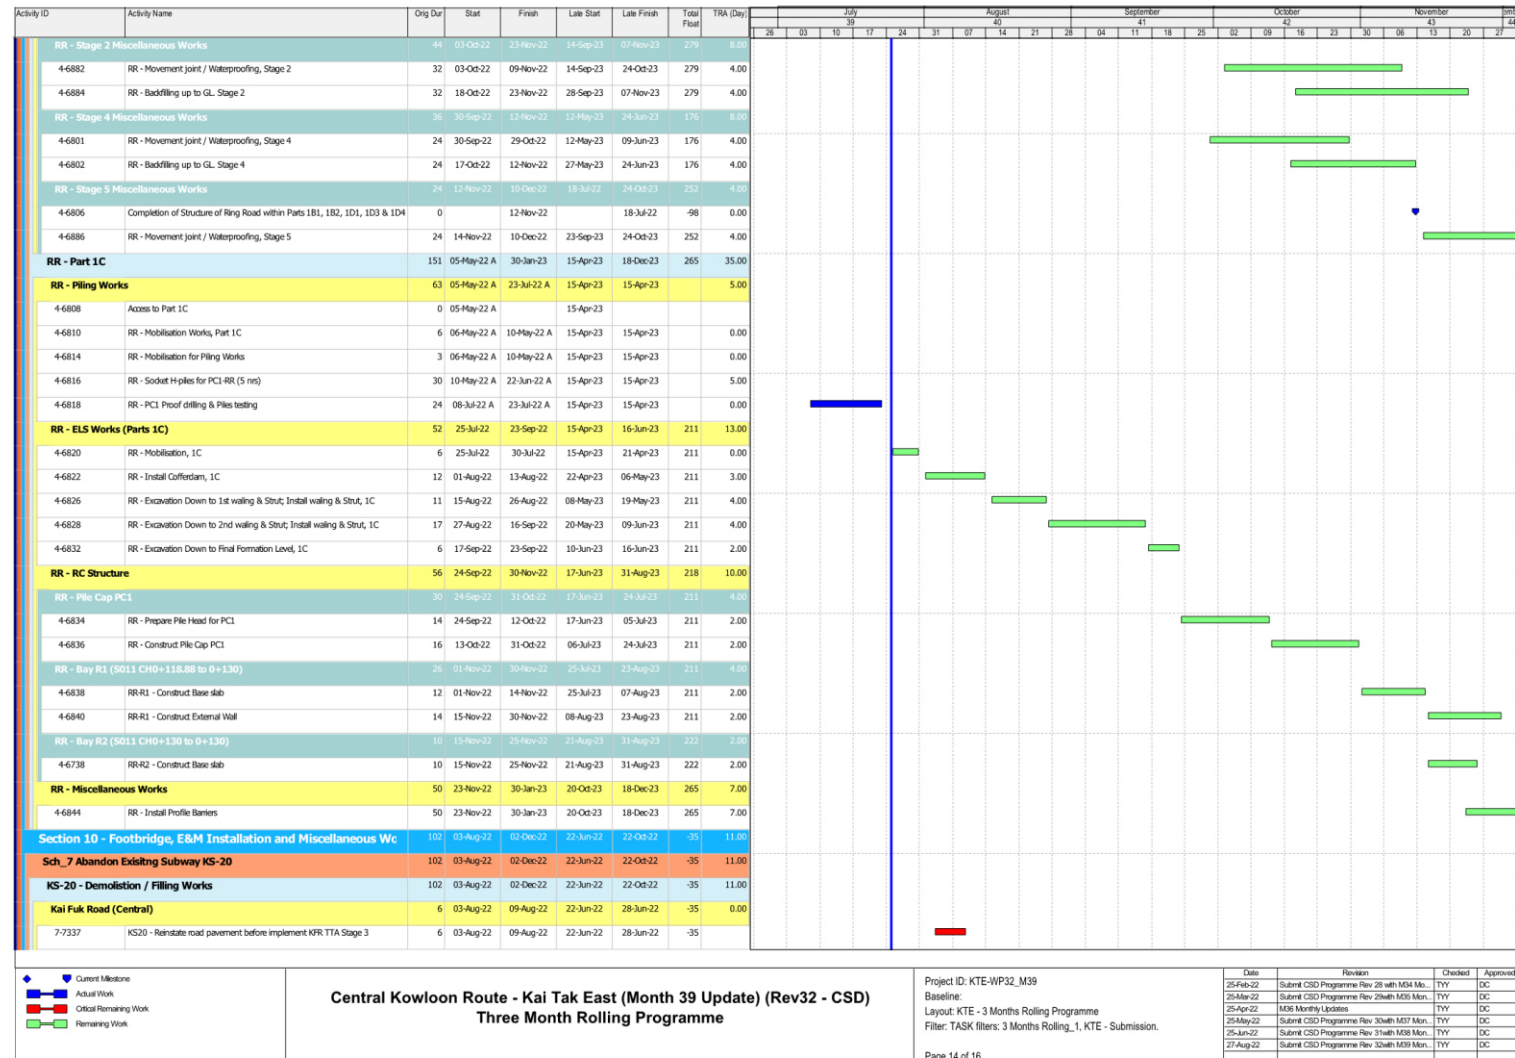 Activity ID Activity Name Orig Dur Start Finish Late Start Late Finish Total Float TRA (Day)
July August September October November
39 40 41 42 43 44
26 03 10 17 24 31 07 14 21 28 04 11 18 25 02 09 16 23 30 06 13 20 27
RR - Stage 2 Miscellaneous Works 44 03-Oct-22 23-Nov-22 14-Sep-23 07-Nov-23 279 8.00
4-6882 RR - Movement joint / Waterproofing, Stage 2 32 03-Oct-22 09-Nov-22 14-Sep-23 24-Oct-23 279 4.00
4-6884 RR - Backfilling up to GL. Stage 2 32 18-Oct-22 23-Nov-22 28-Sep-23 07-Nov-23 279 4.00
RR - Stage 4 Miscellaneous Works 36 30-Sep-22 12-Nov-22 12-May-23 24-Jun-23 176 8.00
4-6801 RR - Movement joint / Waterproofing, Stage 4 24 30-Sep-22 29-Oct-22 12-May-23 09-Jun-23 176 4.00
4-6802 RR - Backfilling up to GL. Stage 4 24 17-Oct-22 12-Nov-22 27-May-23 24-Jun-23 176 4.00
RR - Stage 5 Miscellaneous Works 24 12-Nov-22 10-Dec-22 18-Jul-22 24-Oct-23 252 4.00
4-6806 Completion of Structure of Ring Road within Parts 1B1, 1B2, 1D1, 1D3 & 1D4 0 12-Nov-22 18-Jul-22 -98 0.00
4-6886 RR - Movement joint / Waterproofing, Stage 5 24 14-Nov-22 10-Dec-22 23-Sep-23 24-Oct-23 252 4.00
RR - Part 1C 151 05-May-22 A 30-Jan-23 15-Apr-23 18-Dec-23 265 35.00
RR - Piling Works 63 05-May-22 A 23-Jul-22 A 15-Apr-23 15-Apr-23 5.00
4-6808 Access to Part 1C 0 05-May-22 A 15-Apr-23
4-6810 RR - Mobilisation Works, Part 1C 6 06-May-22 A 10-May-22 A 15-Apr-23 15-Apr-23 0.00
4-6814 RR - Mobilisation for Piling Works 3 06-May-22 A 10-May-22 A 15-Apr-23 15-Apr-23 0.00
4-6816 RR - Socket H-piles for PC1-RR (5 nrs) 30 10-May-22 A 22-Jun-22 A 15-Apr-23 15-Apr-23 5.00
4-6818 RR - PC1 Proof drilling & Piles testing 24 08-Jul-22 A 23-Jul-22 A 15-Apr-23 15-Apr-23 0.00
RR - ELS Works (Parts 1C) 52 25-Jul-22 23-Sep-22 15-Apr-23 16-Jun-23 211 13.00
4-6820 RR - Mobilisation, 1C 6 25-Jul-22 30-Jul-22 15-Apr-23 21-Apr-23 211 0.00
4-6822 RR - Install Cofferdam, 1C 12 01-Aug-22 13-Aug-22 22-Apr-23 06-May-23 211 3.00
4-6826 RR - Excavation Down to 1st waling & Strut; Install waling & Strut, 1C 11 15-Aug-22 26-Aug-22 08-May-23 19-May-23 211 4.00
4-6828 RR - Excavation Down to 2nd waling & Strut; Install waling & Strut, 1C 17 27-Aug-22 16-Sep-22 20-May-23 09-Jun-23 211 4.00
4-6832 RR - Excavation Down to Final Formation Level, 1C 6 17-Sep-22 23-Sep-22 10-Jun-23 16-Jun-23 211 2.00
RR - RC Structure 56 24-Sep-22 30-Nov-22 17-Jun-23 31-Aug-23 218 10.00
RR - Pile Cap PC1 30 24-Sep-22 31-Oct-22 17-Jun-23 24-Jul-23 211 4.00
4-6834 RR - Prepare Pile Head for PC1 14 24-Sep-22 12-Oct-22 17-Jun-23 05-Jul-23 211 2.00
4-6836 RR - Construct Pile Cap PC1 16 13-Oct-22 31-Oct-22 06-Jul-23 24-Jul-23 211 2.00
RR - Bay R1 (S011 CH0+118.88 to 0+130) 26 01-Nov-22 30-Nov-22 25-Jul-23 23-Aug-23 211 4.00
4-6838 RR-R1 - Construct Base slab 12 01-Nov-22 14-Nov-22 25-Jul-23 07-Aug-23 211 2.00
4-6840 RR-R1 - Construct External Wall 14 15-Nov-22 30-Nov-22 08-Aug-23 23-Aug-23 211 2.00
RR - Bay R2 (S011 CH0+130 to 0+130) 10 15-Nov-22 25-Nov-22 21-Aug-23 31-Aug-23 222 2.00
4-6738 RR-R2 - Construct Base slab 10 15-Nov-22 25-Nov-22 21-Aug-23 31-Aug-23 222 2.00
RR - Miscellaneous Works 50 23-Nov-22 30-Jan-23 20-Oct-23 18-Dec-23 265 7.00
4-6844 RR - Install Profile Barriers 50 23-Nov-22 30-Jan-23 20-Oct-23 18-Dec-23 265 7.00
Section 10 - Footbridge, E&M Installation and Miscellaneous Wc 102 03-Aug-22 02-Dec-22 22-Jun-22 22-Oct-22 -35 11.00
Sch_7 Abandon Exisitng Subway KS-20 102 03-Aug-22 02-Dec-22 22-Jun-22 22-Oct-22 -35 11.00
KS-20 - Demolistion / Filling Works 102 03-Aug-22 02-Dec-22 22-Jun-22 22-Oct-22 -35 11.00
Kai Fuk Road (Central) 6 03-Aug-22 09-Aug-22 22-Jun-22 28-Jun-22 -35 0.00
7-7337 KS20 - Reinstate road pavement before implement KFR TTA Stage 3 6 03-Aug-22 09-Aug-22 22-Jun-22 28-Jun-22 -35
Current Milestone
Actual Work
Critical Remaining Work
Remaining Work
Central Kowloon Route - Kai Tak East (Month 39 Update) (Rev32 - CSD)
Three Month Rolling Programme
Project ID: KTE-WP32_M39
Baseline:
Layout: KTE - 3 Months Rolling Programme
Filter: TASK filters: 3 Months Rolling_1, KTE - Submission.
Page 14 of 16
Date Revision Checked Approved
25-Feb-22 Submit CSD Programme Rev 28 with M34 Mo... TYY DC
25-Mar-22 Submit CSD Programme Rev 29with M35 Mon... TYY DC
25-Apr-22 M36 Monthly Updates TYY DC
25-May-22 Submit CSD Programme Rev 30with M37 Mon... TYY DC
25-Jun-22 Submit CSD Programme Rev 31with M38 Mon... TYY DC
27-Aug-22 Submit CSD Programme Rev 32with M39 Mon... TYY DC